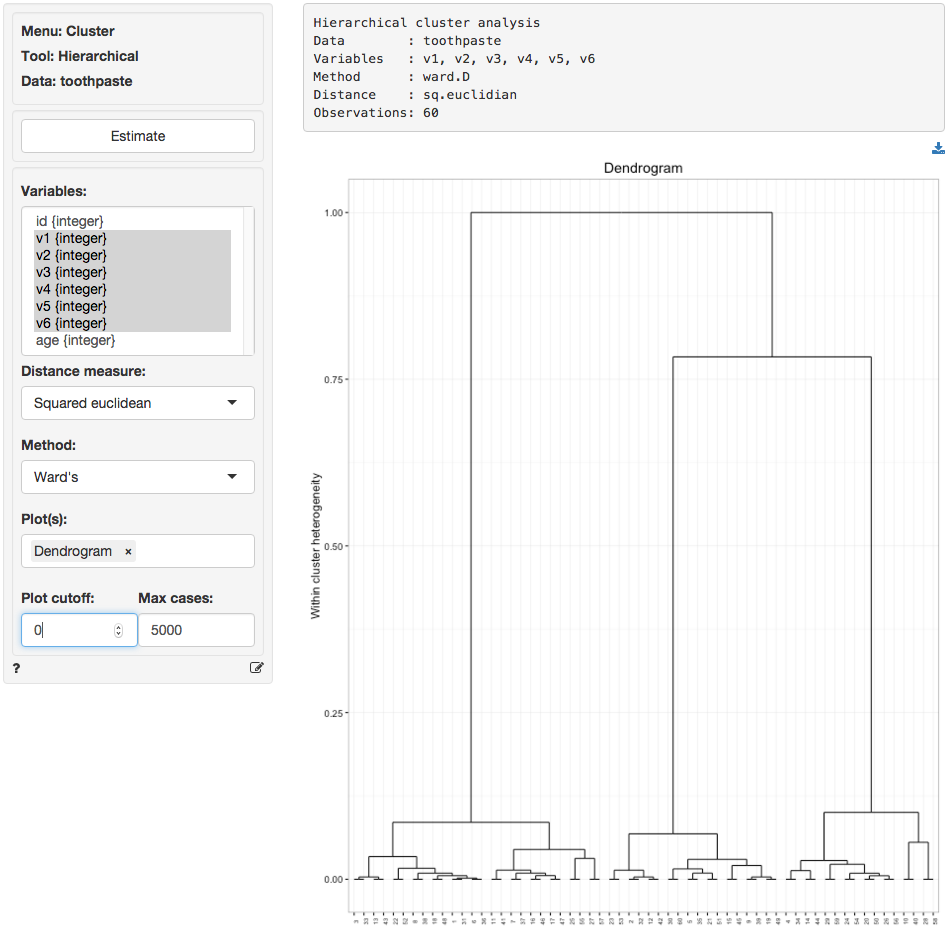 Menu: Cluster
Tool: Hierarchical
Data: toothpaste
Estimate
Variables:
id {integer}
v1 {integer}
v2 {integer}
v3 {integer}
v4 {integer}
v5 {integer}
v6 {integer}
age {integer}
Distance measure:
Squared euclidean
Method:
Ward's
Plot(s):
Dendrogram ×
Plot cutoff: Max cases:
0 5000
?
Hierarchical cluster analysis
Data : toothpaste
Variables : v1, v2, v3, v4, v5, v6
Method : ward.D
Distance : sq.euclidian
Observations: 60
Dendrogram
Within cluster heterogeneity
1.00
0.75
0.50
0.25
0.00